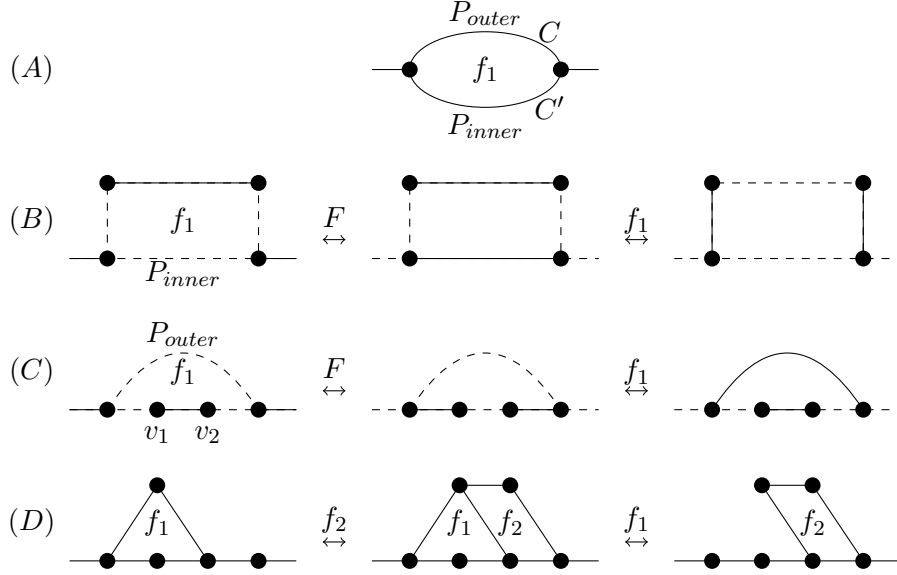 P_outer C
(A) f_1
P_inner C'
(B) f_1 F ↔ f_1 ↔
P_inner
P_outer
(C) f_1 F ↔ f_1 ↔
v_1 v_2
(D) f_1 f_2 ↔ f_1 f_2 f_1 ↔ f_2